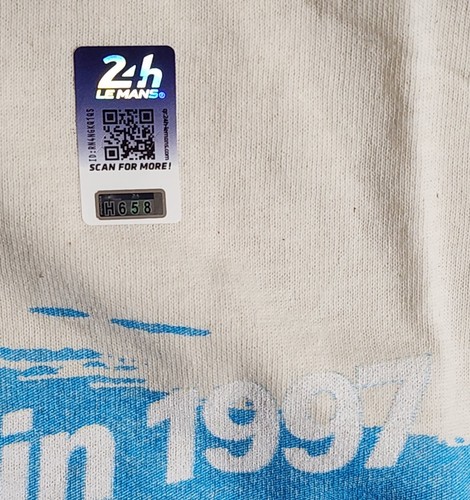 24h
LE MANS®
SCAN FOR MORE!
H658
in 1997